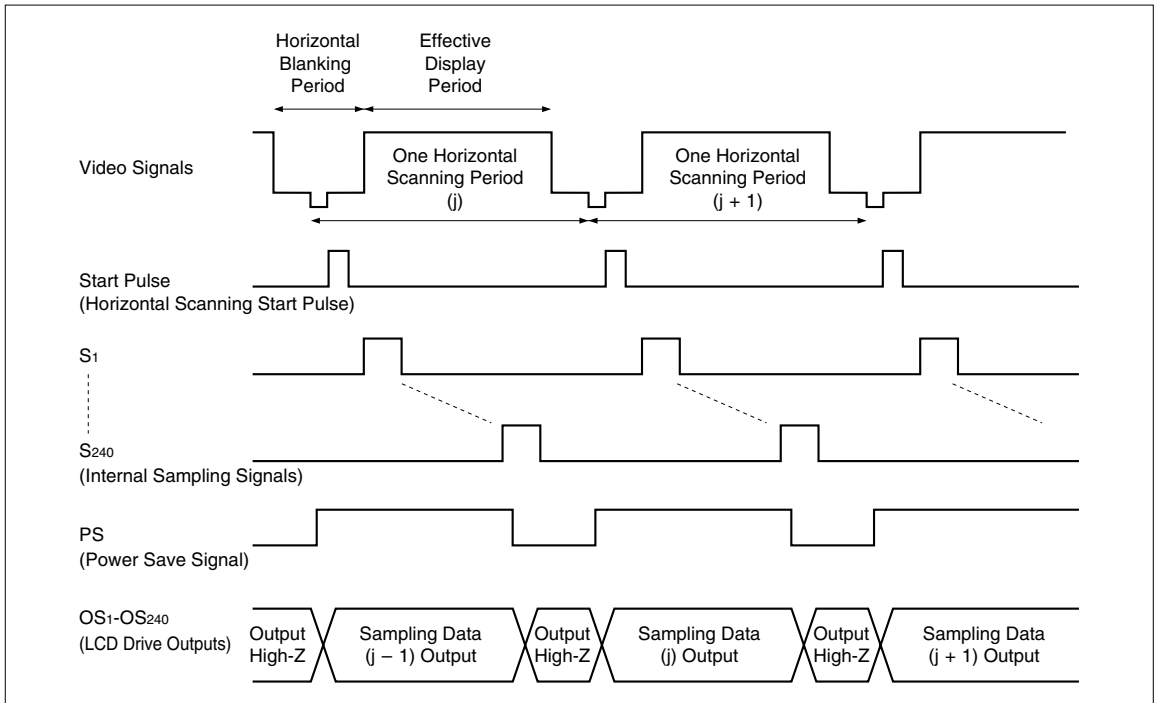 Horizontal
Blanking
Period
Effective
Display
Period
Video Signals
One Horizontal
Scanning Period
(j)
One Horizontal
Scanning Period
(j + 1)
Start Pulse
(Horizontal Scanning Start Pulse)
S1
S240
(Internal Sampling Signals)
PS
(Power Save Signal)
OS1-OS240
(LCD Drive Outputs)
Output
High-Z
Sampling Data
(j − 1) Output
Output
High-Z
Sampling Data
(j) Output
Output
High-Z
Sampling Data
(j + 1) Output